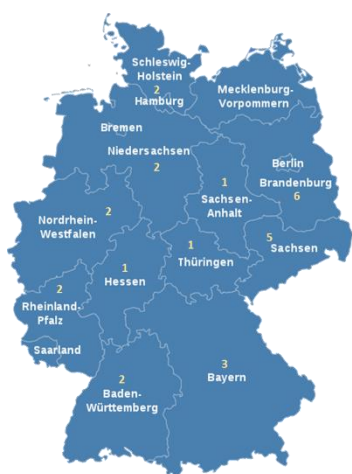 Schleswig-
Holstein
2
Hamburg
Mecklenburg-
Vorpommern
Bremen
Niedersachsen
2
Berlin
Brandenburg
6
1
Sachsen-
Anhalt
2
Nordrhein-
Westfalen
5
Sachsen
1
Thüringen
1
Hessen
2
Rheinland-
Pfalz
Saarland
3
Bayern
2
Baden-
Württemberg